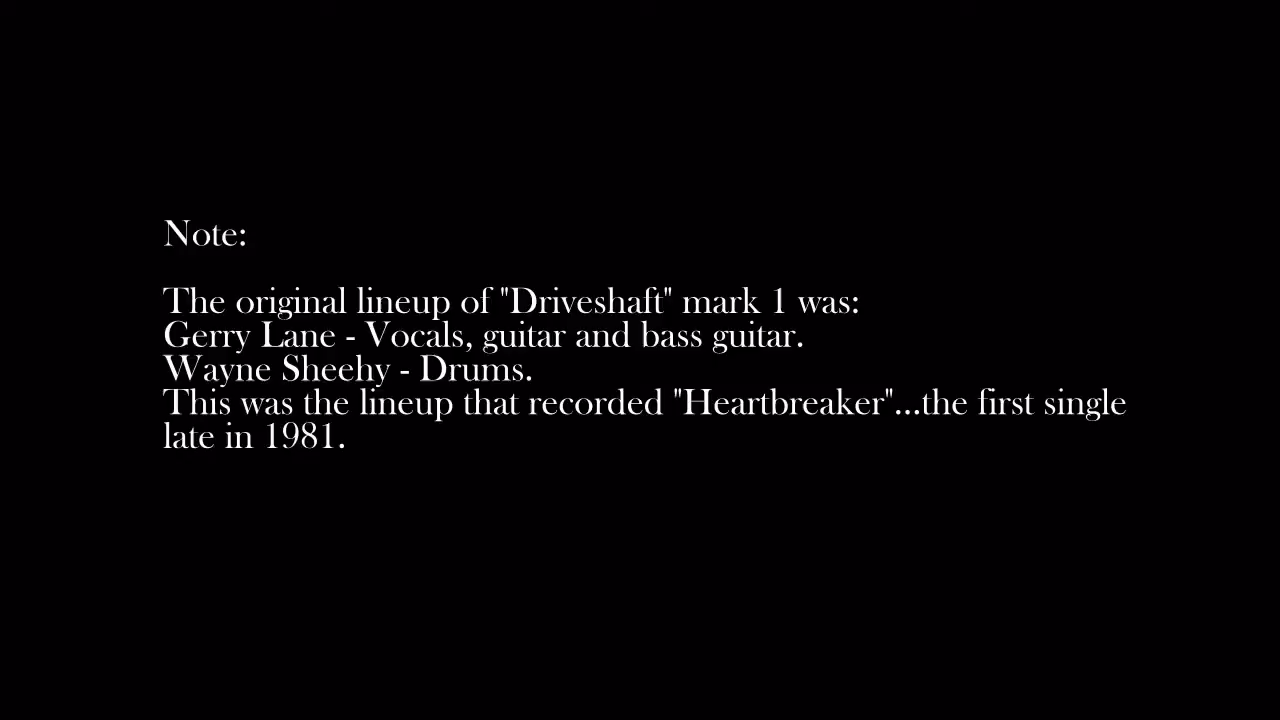 Note:
The original lineup of "Driveshaft" mark 1 was:
Gerry Lane - Vocals, guitar and bass guitar.
Wayne Sheehy - Drums.
This was the lineup that recorded "Heartbreaker"...the first single
late in 1981.